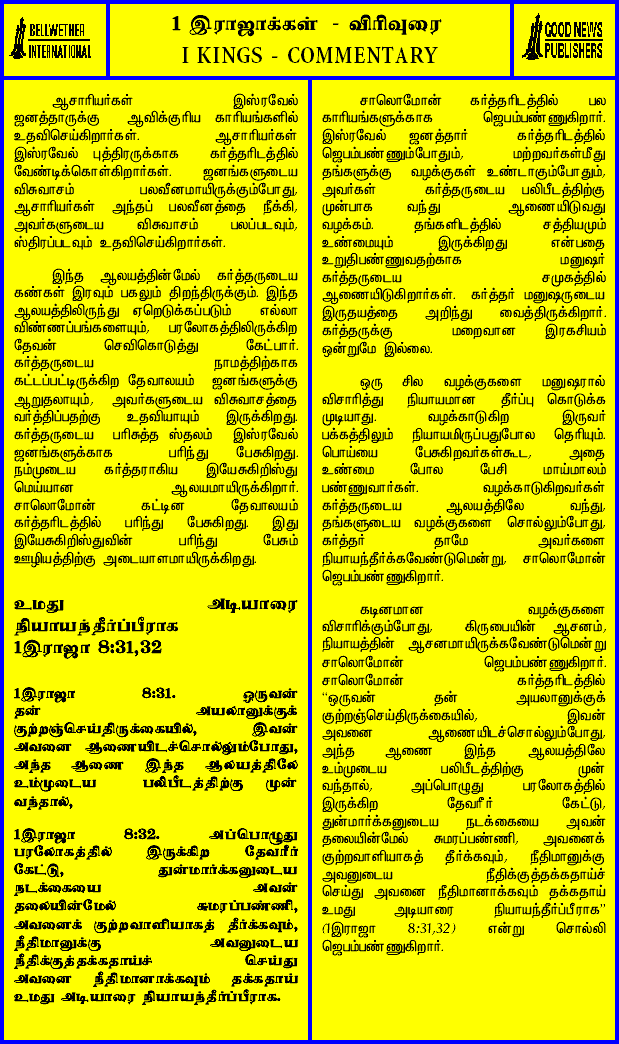 BELLWETHER
INTERNATIONAL
1 இராஜாக்கள் - விரிவுரை
I KINGS - COMMENTARY
GOOD NEWS
PUBLISHERS
ஆசாரியர்கள் இஸ்ரவேல்
ஜனத்தாருக்கு ஆவிக்குரிய காரியங்களில்
உதவிசெய்கிறார்கள். ஆசாரியர்கள்
இஸ்ரவேல் புத்திரருக்காக கர்த்தரிடத்தில்
வேண்டிக்கொள்கிறார்கள். ஜனங்களுடைய
விசுவாசம் பலவீனமாயிருக்கும்போது,
ஆசாரியர்கள் அந்தப் பலவீனத்தை நீக்கி,
அவர்களுடைய விசுவாசம் பலப்படவும்,
ஸ்திரப்படவும் உதவிசெய்கிறார்கள்.
இந்த ஆலயத்தின்மேல் கர்த்தருடைய
கண்கள் இரவும் பகலும் திறந்திருக்கும். இந்த
ஆலயத்திலிருந்து ஏறெடுக்கப்படும் எல்லா
விண்ணப்பங்களையும், பரலோகத்திலிருக்கிற
தேவன் செவிகொடுத்து கேட்பார்.
கர்த்தருடைய நாமத்திற்காக
கட்டப்பட்டிருக்கிற தேவாலயம் ஜனங்களுக்கு
ஆறுதலாயும், அவர்களுடைய விசுவாசத்தை
வர்த்திப்பதற்கு உதவியாயும் இருக்கிறது.
கர்த்தருடைய பரிசுத்த ஸ்தலம் இஸ்ரவேல்
ஜனங்களுக்காக பரிந்து பேசுகிறது.
நம்முடைய கர்த்தராகிய இயேசுகிறிஸ்து
மெய்யான ஆலயமாயிருக்கிறார்.
சாலொமோன் கட்டின தேவாலயம்
கர்த்தரிடத்தில் பரிந்து பேசுகிறது. இது
இயேசுகிறிஸ்துவின் பரிந்து பேசும்
ஊழியத்திற்கு அடையாளமாயிருக்கிறது.
உமது அடியாரை
நியாயந்தீர்ப்பீராக
1இராஜா 8:31,32
1இராஜா 8:31. ஒருவன்
தன் அயலானுக்குக்
குற்றஞ்செய்திருக்கையில், இவன்
அவனை ஆணையிடச்சொல்லும்போது,
அந்த ஆணை இந்த ஆலயத்திலே
உம்முடைய பலிபீடத்திற்கு முன்
வந்தால்,
1இராஜா 8:32. அப்பொழுது
பரலோகத்தில் இருக்கிற தேவரீர்
கேட்டு, துன்மார்க்கனுடைய
நடக்கையை அவன்
தலையின்மேல் சுமரப்பண்ணி,
அவனைக் குற்றவாளியாகத் தீர்க்கவும்,
நீதிமானுக்கு அவனுடைய
நீதிக்குத்தக்கதாய்ச் செய்து
அவனை நீதிமானாக்கவும் தக்கதாய்
உமது அடியாரை நியாயந்தீர்ப்பீராக.
சாலொமோன் கர்த்தரிடத்தில் பல
காரியங்களுக்காக ஜெபம்பண்ணுகிறார்.
இஸ்ரவேல் ஜனத்தார் கர்த்தரிடத்தில்
ஜெபம்பண்ணும்போதும், மற்றவர்கள்மீது
தங்களுக்கு வழக்குகள் உண்டாகும்போதும்,
அவர்கள் கர்த்தருடைய பலிபீடத்திற்கு
முன்பாக வந்து ஆணையிடுவது
வழக்கம். தங்களிடத்தில் சத்தியமும்
உண்மையும் இருக்கிறது என்பதை
உறுதிபண்ணுவதற்காக மனுஷர்
கர்த்தருடைய சமுகத்தில்
ஆணையிடுகிறார்கள். கர்த்தர் மனுஷருடைய
இருதயத்தை அறிந்து வைத்திருக்கிறார்.
கர்த்தருக்கு மறைவான இரகசியம்
ஒன்றுமே இல்லை.
ஒரு சில வழக்குகளை மனுஷரால்
விசாரித்து நியாயமான தீர்ப்பு கொடுக்க
முடியாது. வழக்காடுகிற இருவர்
பக்கத்திலும் நியாயமிருப்பதுபோல தெரியும்.
பொய்யை பேசுகிறவர்கள்கூட, அதை
உண்மை போல பேசி மாய்மாலம்
பண்ணுவார்கள். வழக்காடுகிறவர்கள்
கர்த்தருடைய ஆலயத்திலே வந்து,
தங்களுடைய வழக்குகளை சொல்லும்போது,
கர்த்தர் தாமே அவர்களை
நியாயந்தீர்க்கவேண்டுமென்று, சாலொமோன்
ஜெபம்பண்ணுகிறார்.
கடினமான வழக்குகளை
விசாரிக்கும்போது, கிருபையின் ஆசனம்,
நியாயத்தின் ஆசனமாயிருக்கவேண்டுமென்று
சாலொமோன் ஜெபம்பண்ணுகிறார்.
சாலொமோன் கர்த்தரிடத்தில்
“ஒருவன் தன் அயலானுக்குக்
குற்றஞ்செய்திருக்கையில், இவன்
அவனை ஆணையிடச்சொல்லும்போது,
அந்த ஆணை இந்த ஆலயத்திலே
உம்முடைய பலிபீடத்திற்கு முன்
வந்தால், அப்பொழுது பரலோகத்தில்
இருக்கிற தேவரீர் கேட்டு,
துன்மார்க்கனுடைய நடக்கையை அவன்
தலையின்மேல் சுமரப்பண்ணி, அவனைக்
குற்றவாளியாகத் தீர்க்கவும், நீதிமானுக்கு
அவனுடைய நீதிக்குத்தக்கதாய்ச்
செய்து அவனை நீதிமானாக்கவும் தக்கதாய்
உமது அடியாரை நியாயந்தீர்ப்பீராக”
(1இராஜா 8:31,32) என்று சொல்லி
ஜெபம்பண்ணுகிறார்.